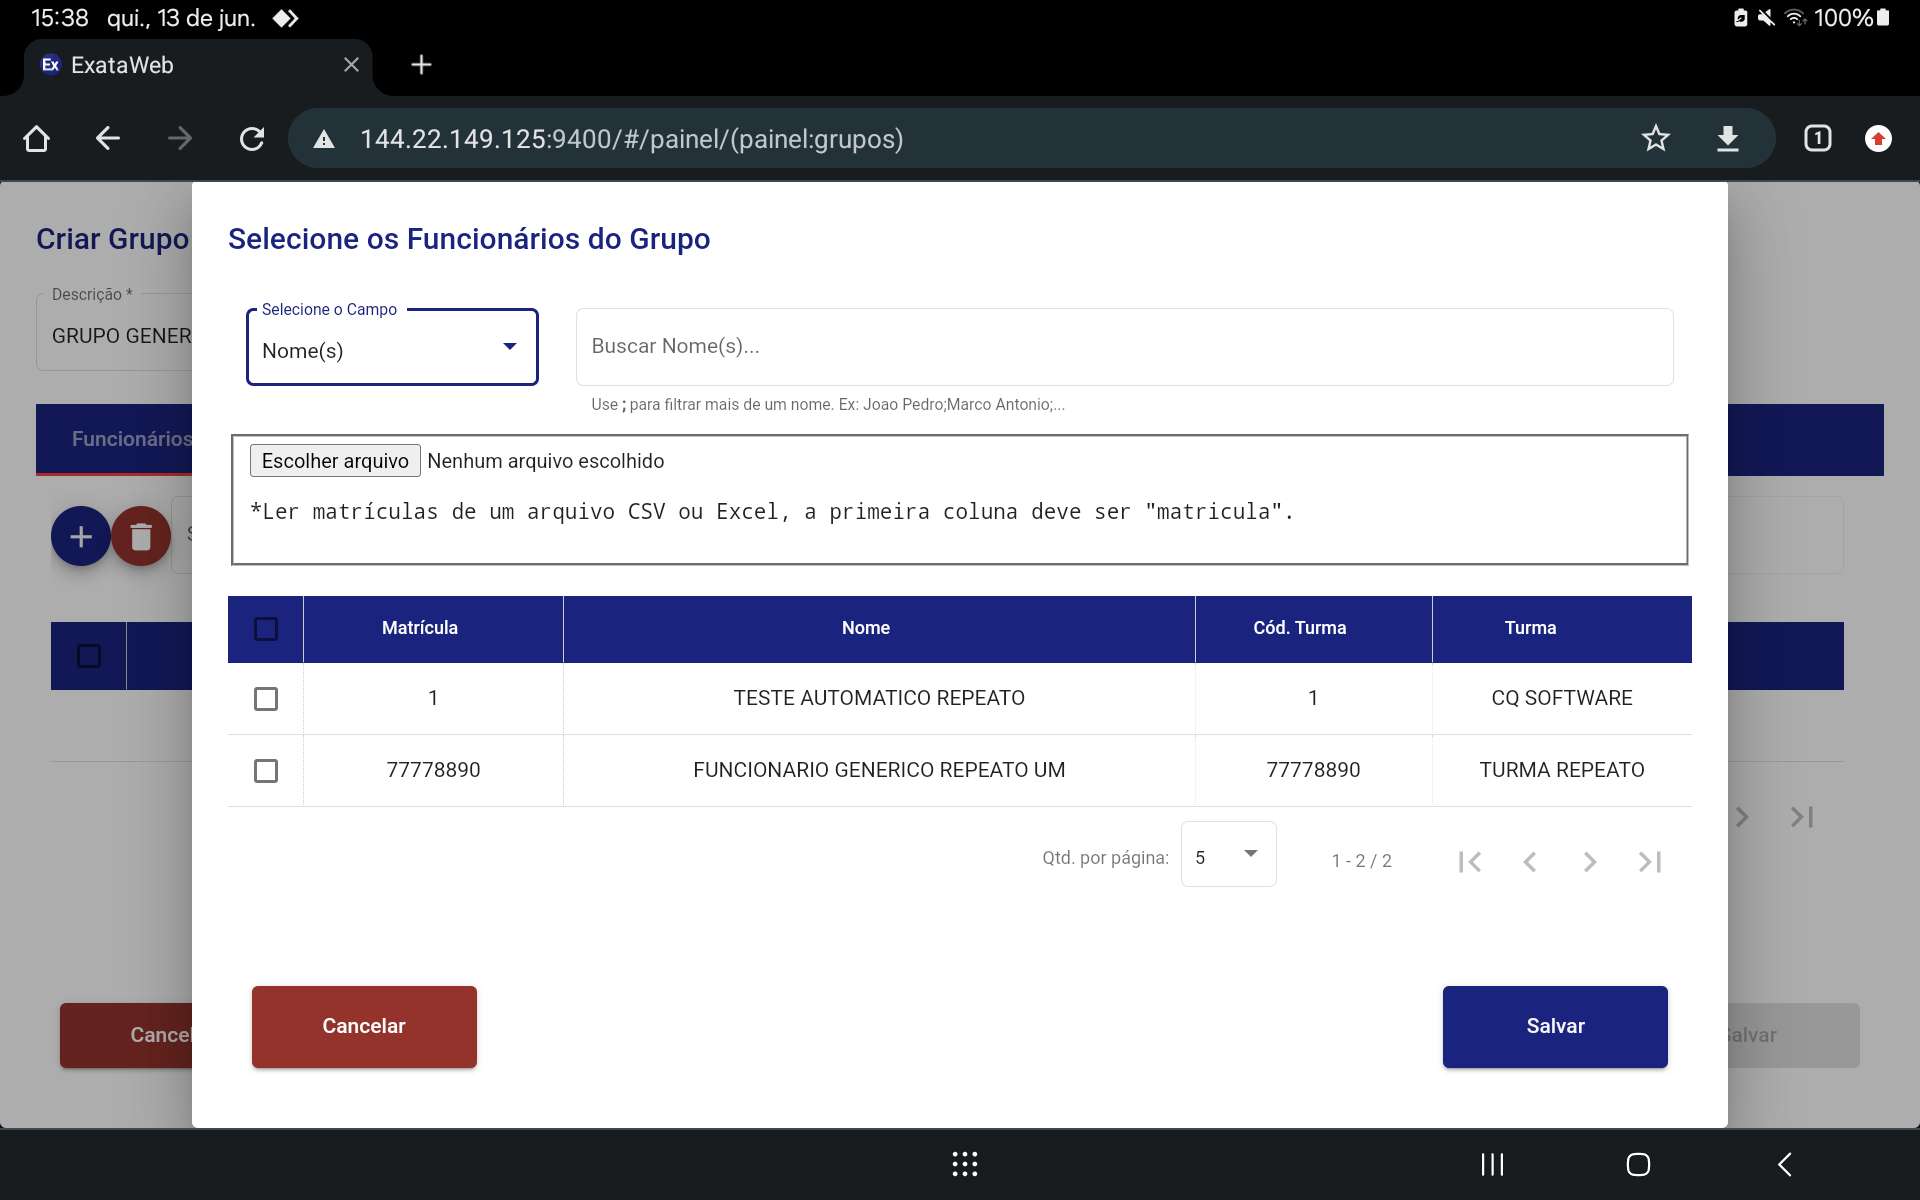 15:38 qui., 13 de jun. 100%
Ex ExataWeb
144.22.149.125:9400/#/painel/(painel:grupos) 1
Criar Grupo
Selecione os Funcionários do Grupo
Descrição *
GRUPO GENER
Selecione o Campo
Nome(s)
Buscar Nome(s)...
Use ; para filtrar mais de um nome. Ex: Joao Pedro;Marco Antonio;...
Funcionários
Escolher arquivo Nenhum arquivo escolhido
*Ler matrículas de um arquivo CSV ou Excel, a primeira coluna deve ser "matricula".
Matrícula Nome Cód. Turma Turma
1 TESTE AUTOMATICO REPEATO 1 CQ SOFTWARE
77778890 FUNCIONARIO GENERICO REPEATO UM 77778890 TURMA REPEATO
Qtd. por página: 5 1 - 2 / 2
Cancelar Salvar
Cancel alvar